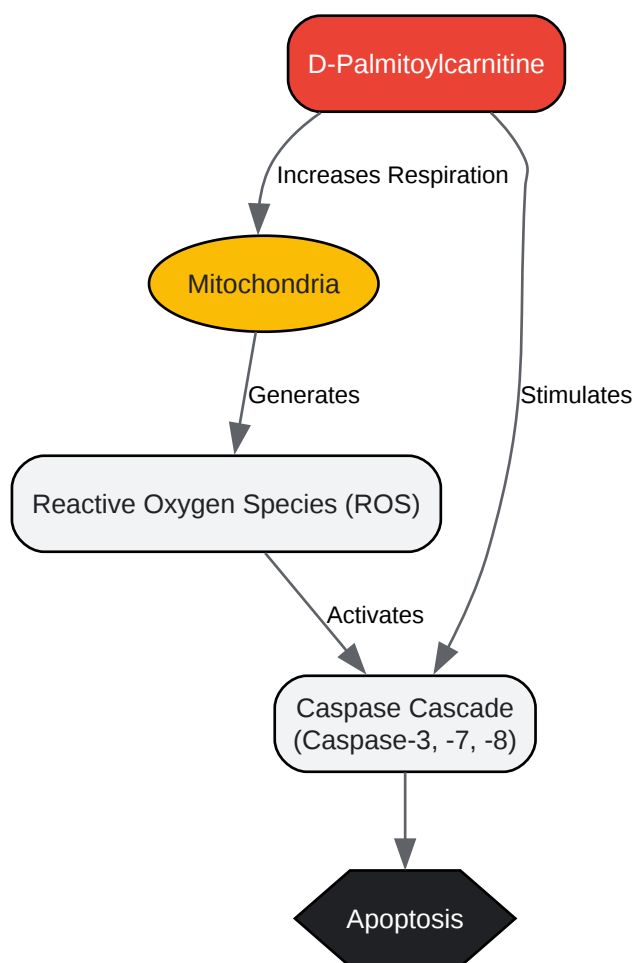 D-Palmitoylcarnitine
Increases Respiration
Mitochondria
Generates
Stimulates
Reactive Oxygen Species (ROS)
Activates
Caspase Cascade
(Caspase-3, -7, -8)
Apoptosis